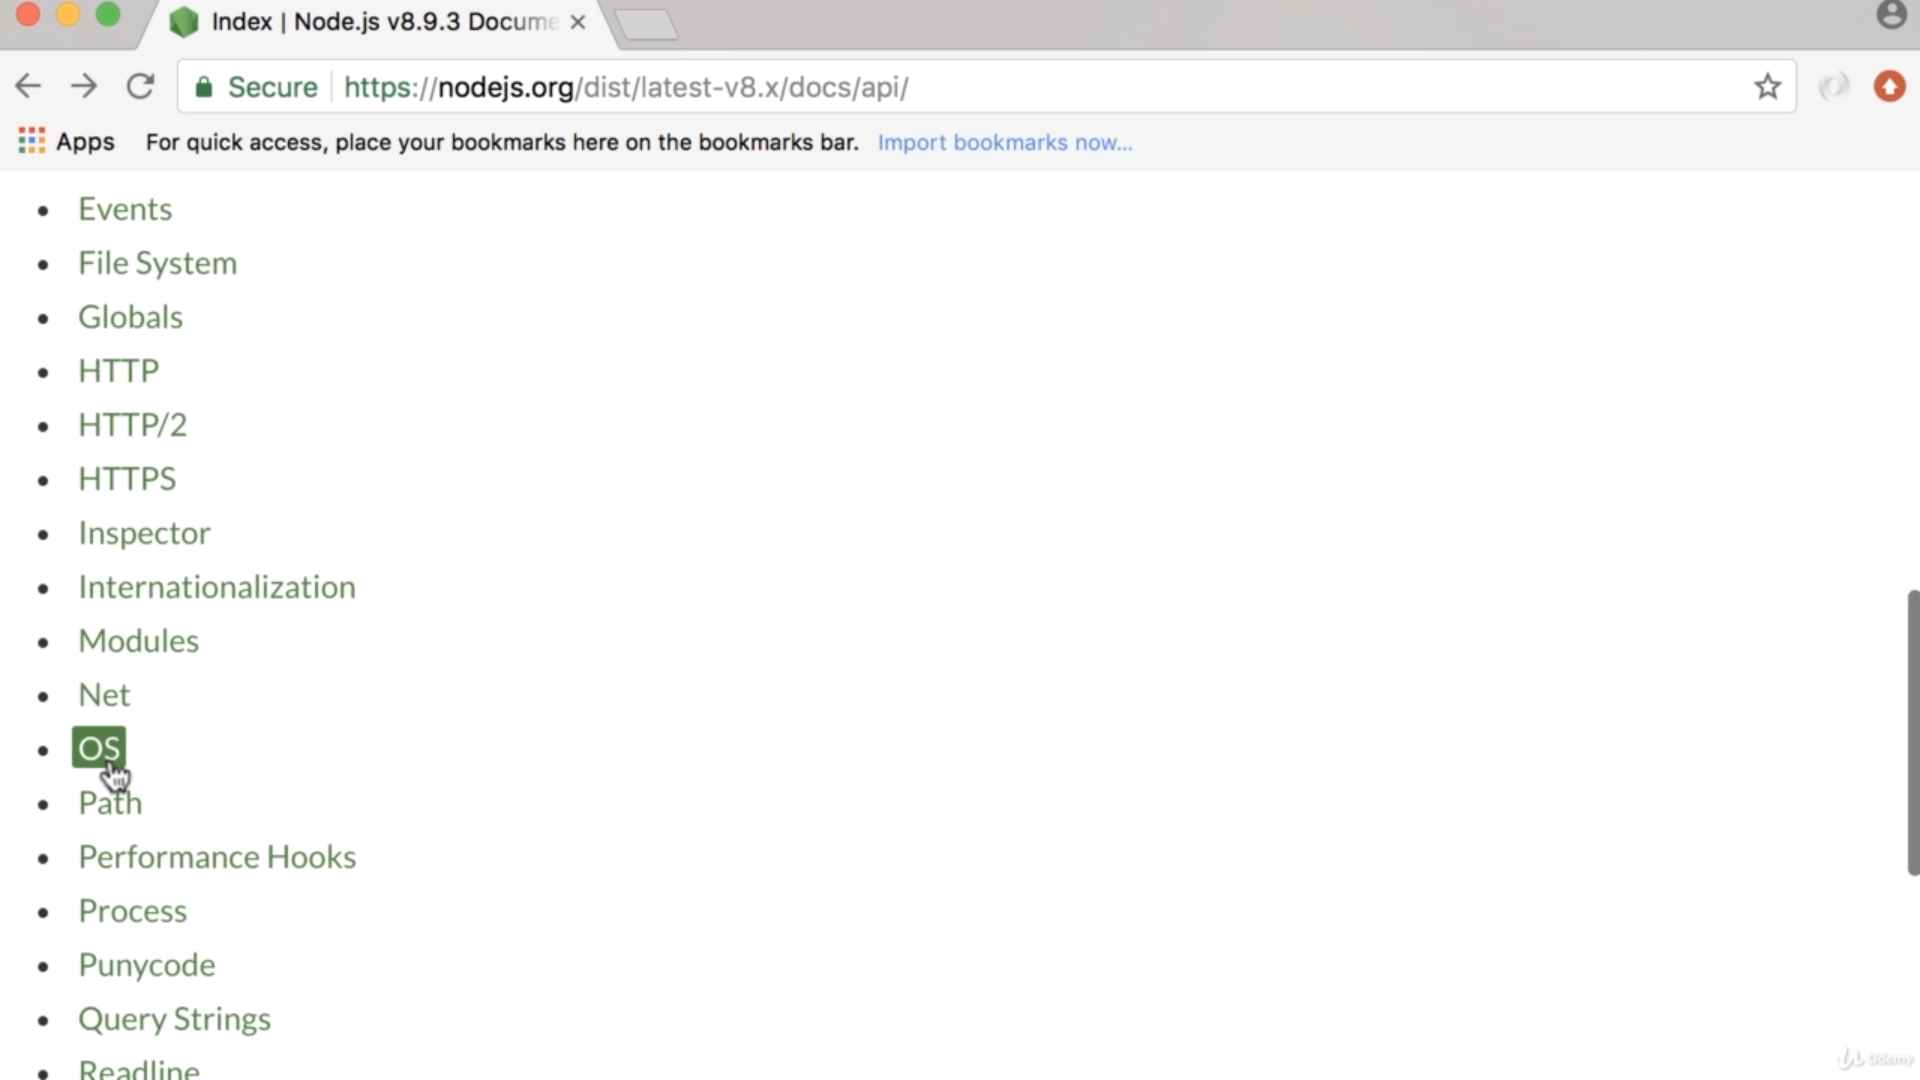 Index | Node.js v8.9.3 Docume
Secure https://nodejs.org/dist/latest-v8.x/docs/api/
Apps For quick access, place your bookmarks here on the bookmarks bar. Import bookmarks now...
Events
File System
Globals
HTTP
HTTP/2
HTTPS
Inspector
Internationalization
Modules
Net
OS
Path
Performance Hooks
Process
Punycode
Query Strings
Readline
Udemy